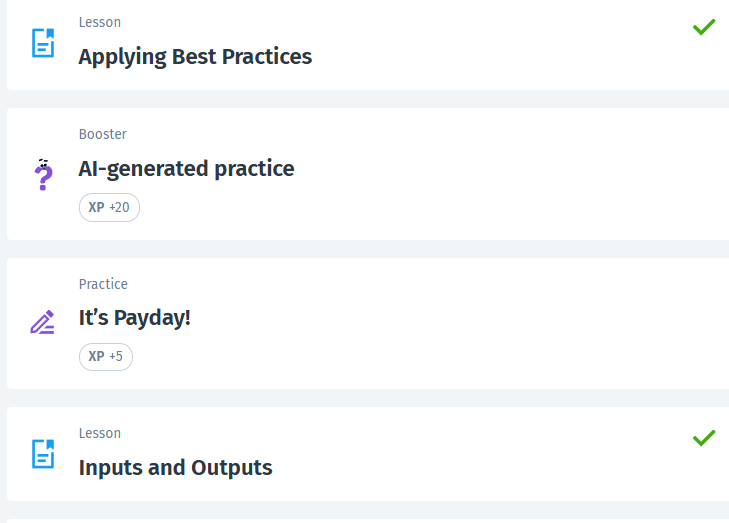 Lesson
Applying Best Practices
Booster
AI-generated practice
XP +20
Practice
It’s Payday!
XP +5
Lesson
Inputs and Outputs